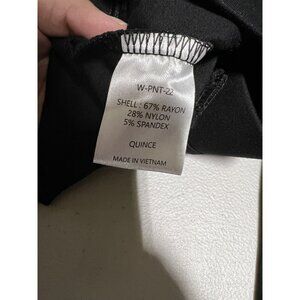 W-PNT-22
SHELL : 67% RAYON
28% NYLON
5% SPANDEX
QUINCE
MADE IN VIETNAM